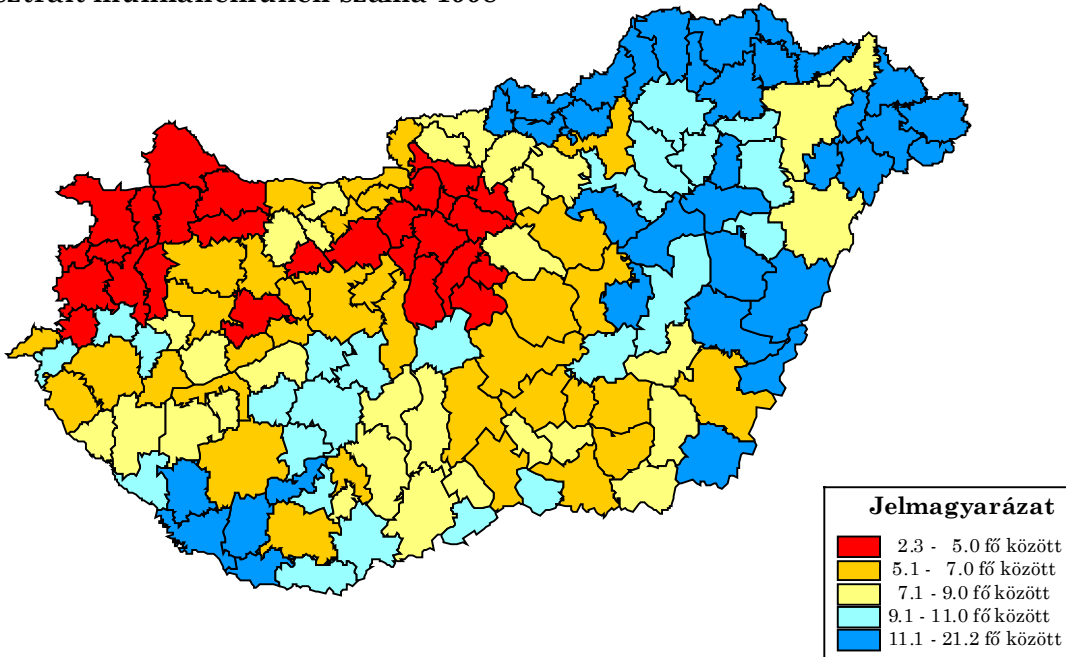 száma
Jelmagyarázat
2.3 - 5.0 fő között
5.1 - 7.0 fő között
7.1 - 9.0 fő között
9.1 - 11.0 fő között
11.1 - 21.2 fő között